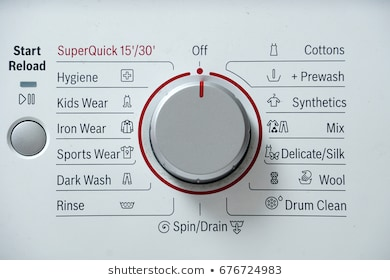 Start
Reload
SuperQuick 15'/30'
Hygiene
Kids Wear
Iron Wear
Sports Wear
Dark Wash
Rinse
Off
Cottons
+ Prewash
Synthetics
Mix
Delicate/Silk
Wool
Drum Clean
Spin/Drain
shutterstock.com • 676724983